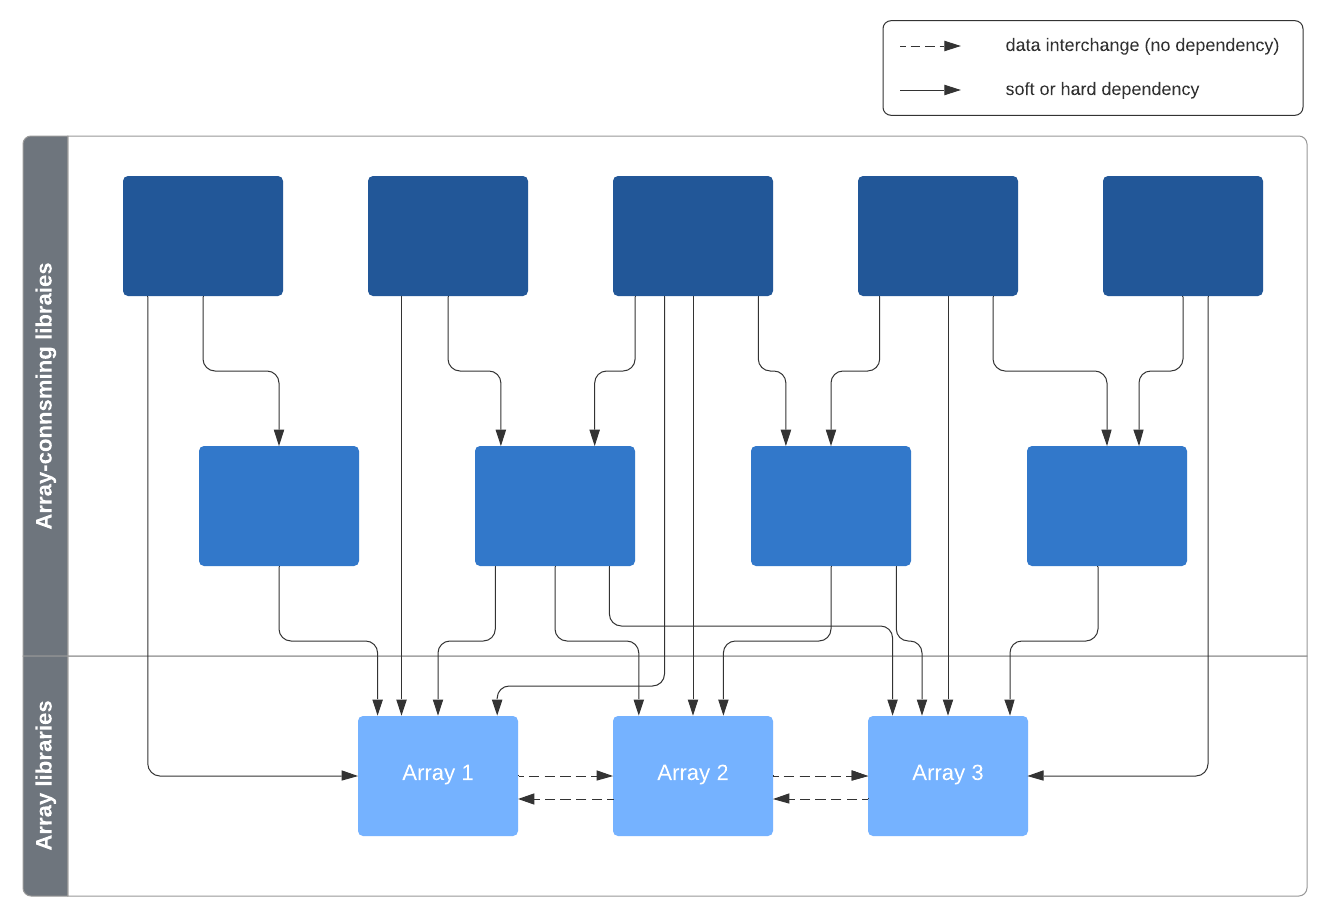 data interchange (no dependency)
soft or hard dependency
Array-connsming libraies
Array libraries
Array 1
Array 2
Array 3